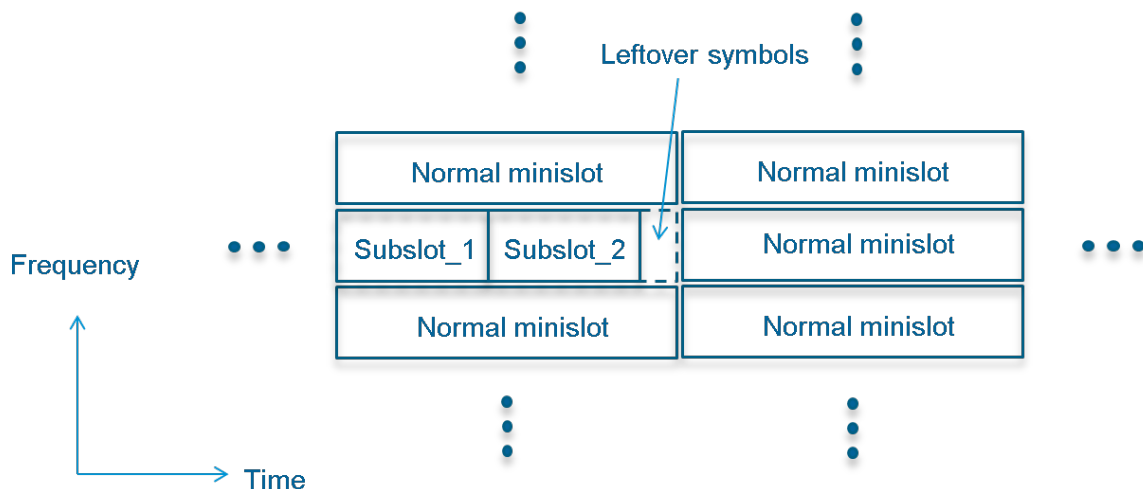 Leftover symbols
Normal minislot
Normal minislot
Subslot_1
Subslot_2
Normal minislot
Frequency
Normal minislot
Normal minislot
Time